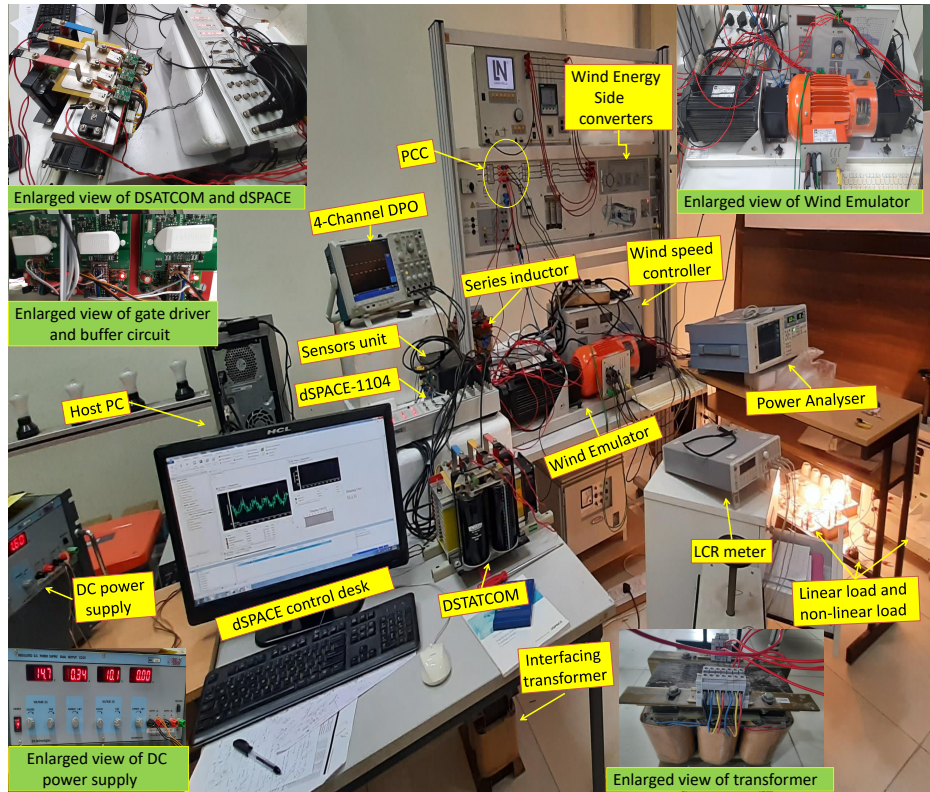 Enlarged view of DSATCOM and dSPACE
LN
Wind Energy
Side
converters
PCC
Enlarged view of Wind Emulator
4-Channel DPO
Enlarged view of gate driver
and buffer circuit
Series inductor
Wind speed
controller
Sensors unit
dSPACE-1104
Host PC
Power Analyser
Wind Emulator
HCL
DC power
supply
dSPACE control desk
DSTATCOM
LCR meter
Linear load and
non-linear load
Interfacing
transformer
14.7 0.34 10.1 0.00
Enlarged view of DC
power supply
Enlarged view of transformer